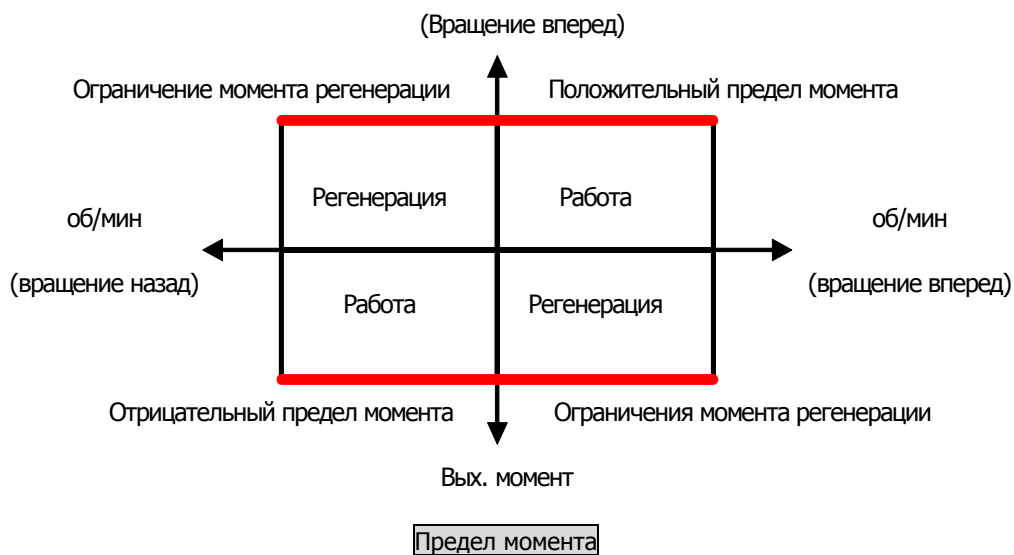 (Вращение вперед)
Ограничение момента регенерации
Положительный предел момента
Регенерация
Работа
об/мин
об/мин
(вращение назад)
(вращение вперед)
Работа
Регенерация
Отрицательный предел момента
Ограничения момента регенерации
Вых. момент
Предел момента